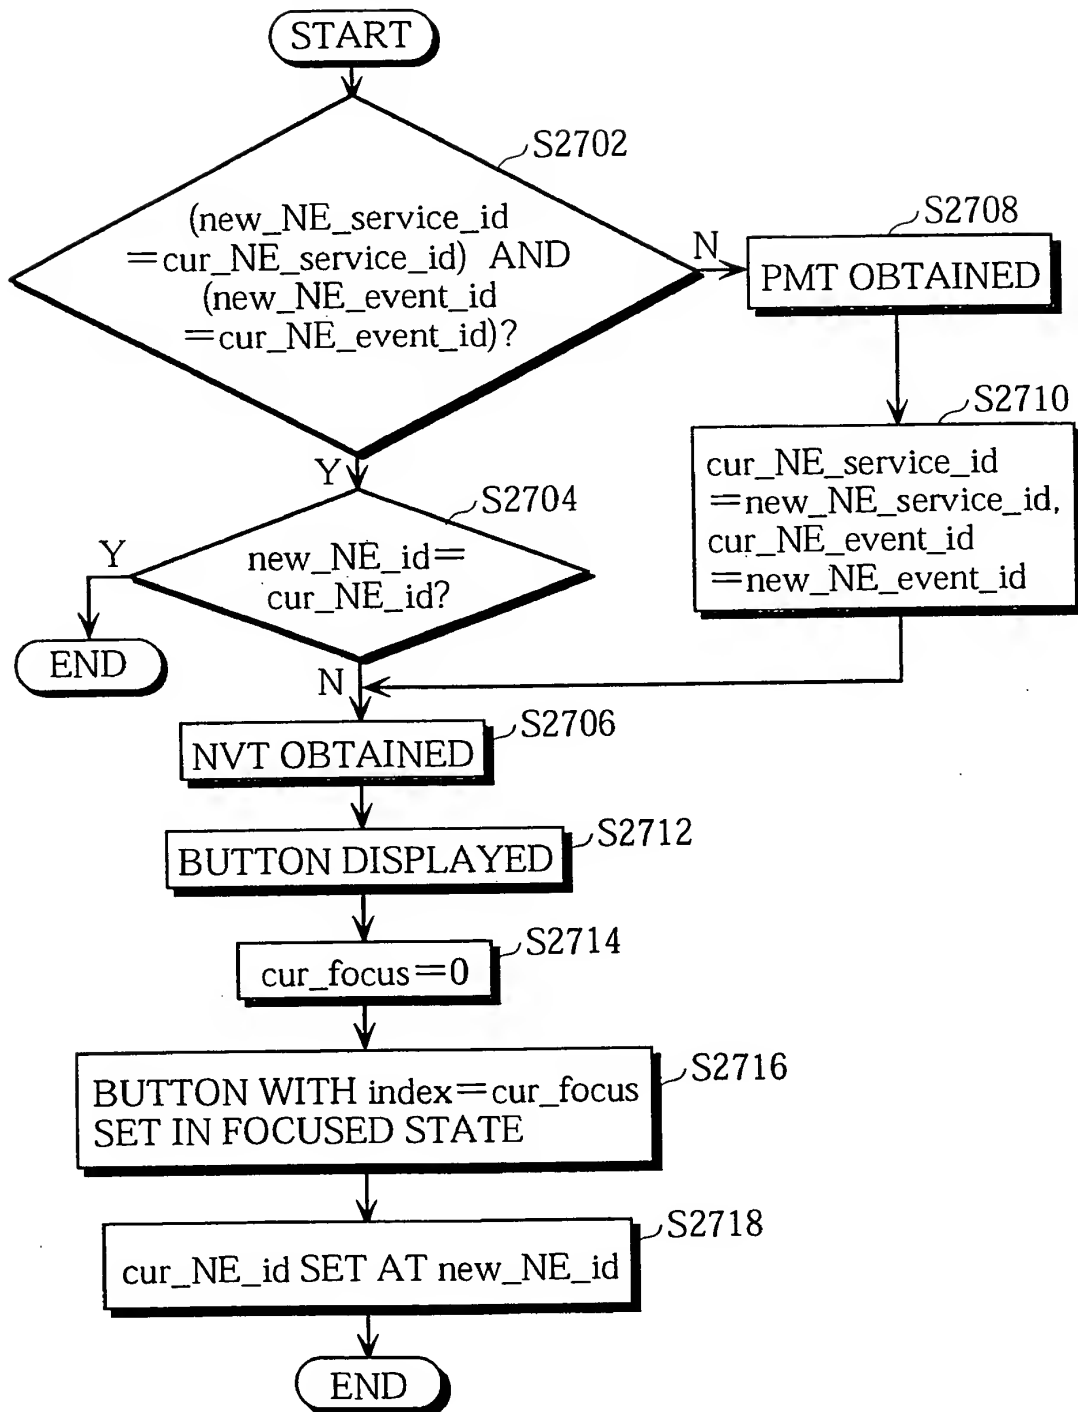 START
S2702
(new_NE_service_id
=cur_NE_service_id) AND
(new_NE_event_id
=cur_NE_event_id)?
N
S2708
PMT OBTAINED
S2710
cur_NE_service_id
=new_NE_service_id,
cur_NE_event_id
=new_NE_event_id
Y
S2704
new_NE_id=
cur_NE_id?
Y
END
N
S2706
NVT OBTAINED
S2712
BUTTON DISPLAYED
S2714
cur_focus=0
S2716
BUTTON WITH index=cur_focus
SET IN FOCUSED STATE
S2718
cur_NE_id SET AT new_NE_id
END